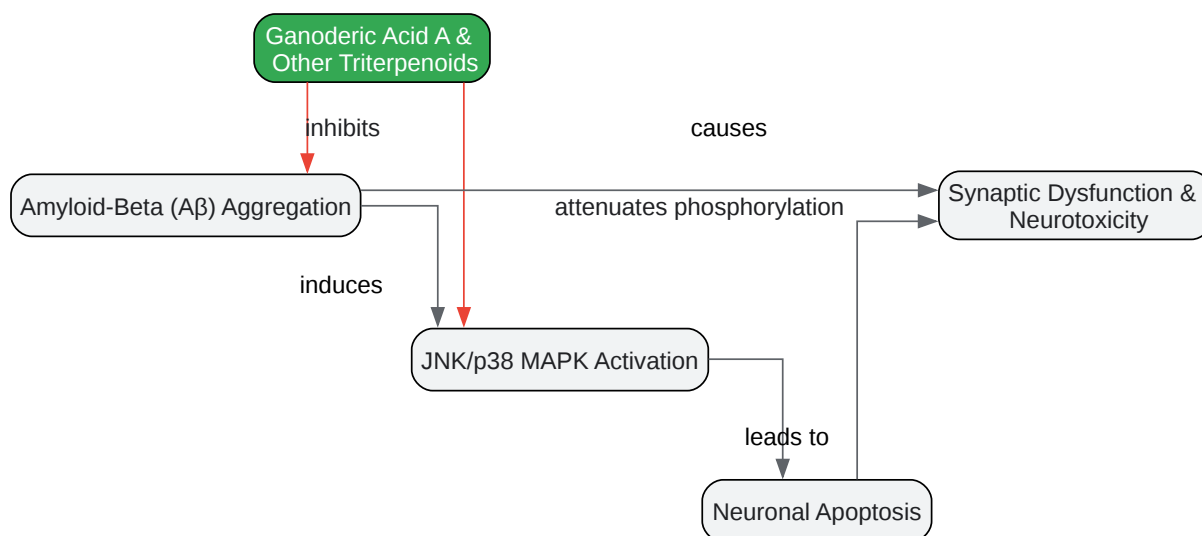 Ganoderic Acid A &
Other Triterpenoids
inhibits
causes
Amyloid-Beta (Aβ) Aggregation
attenuates phosphorylation
Synaptic Dysfunction &
Neurotoxicity
induces
JNK/p38 MAPK Activation
leads to
Neuronal Apoptosis